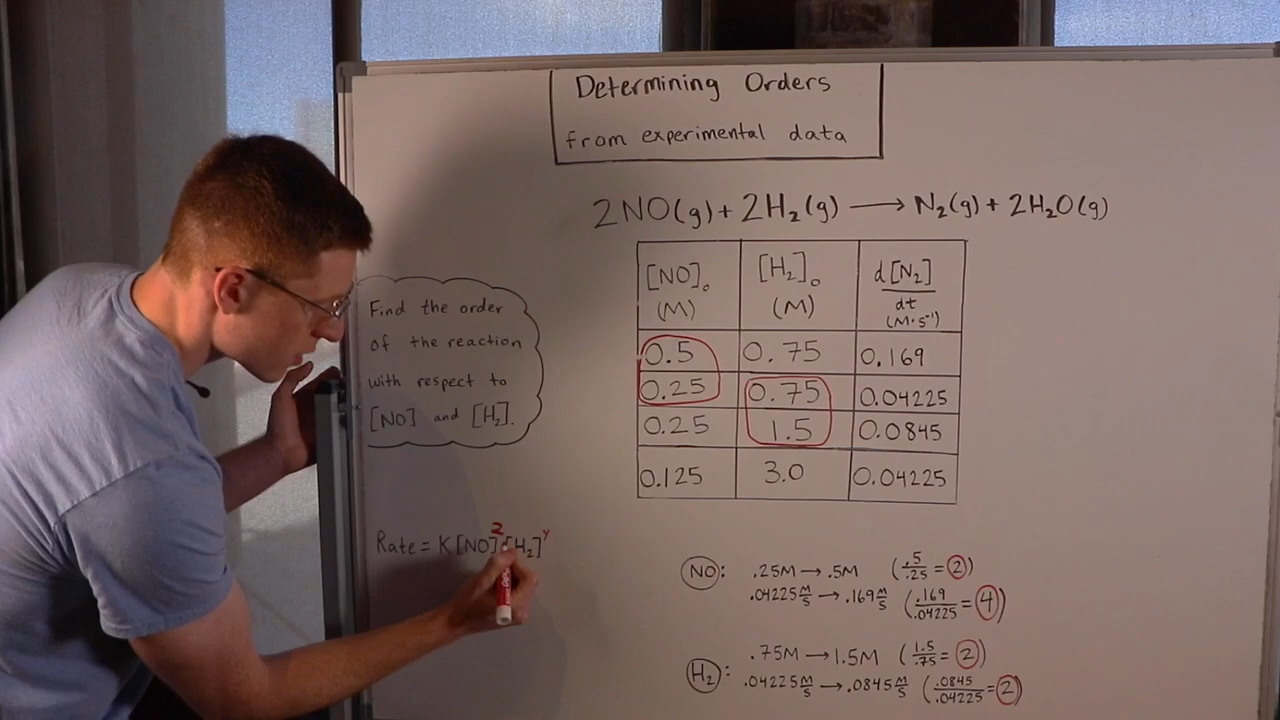 Determining Orders
from experimental data
2NO(g) + 2H₂(g) → N₂(g) + 2H₂O(g)
[NO]₀ (M) [H₂]₀ (M) d[N₂]/dt (M·s⁻¹)
0.5 0.75 0.169
0.25 0.75 0.04225
0.25 1.5 0.0845
0.125 3.0 0.04225
Find the order
of the reaction
with respect to
[NO] and [H₂].
Rate = K[NO]² [H₂]ʸ
NO: .25M → .5M (.5/.25 = 2)
.04225 M/s → .169 M/s (.169/.04225 = 4)
H₂: .75M → 1.5M (1.5/.75 = 2)
.04225 M/s → .0845 M/s (.0845/.04225 = 2)